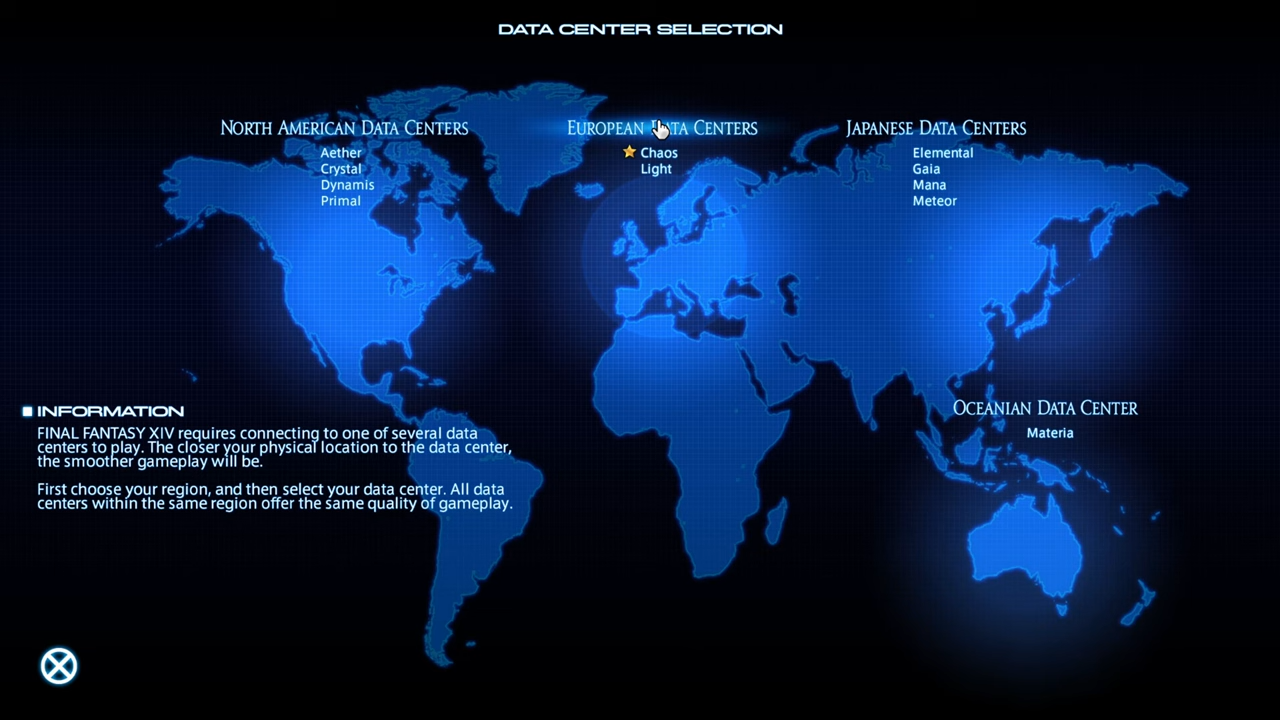 DATA CENTER SELECTION
NORTH AMERICAN DATA CENTERS
Aether
Crystal
Dynamis
Primal
EUROPEAN DATA CENTERS
Chaos
Light
JAPANESE DATA CENTERS
Elemental
Gaia
Mana
Meteor
OCEANIAN DATA CENTER
Materia
INFORMATION
FINAL FANTASY XIV requires connecting to one of several data
centers to play. The closer your physical location to the data center,
the smoother gameplay will be.
First choose your region, and then select your data center. All data
centers within the same region offer the same quality of gameplay.